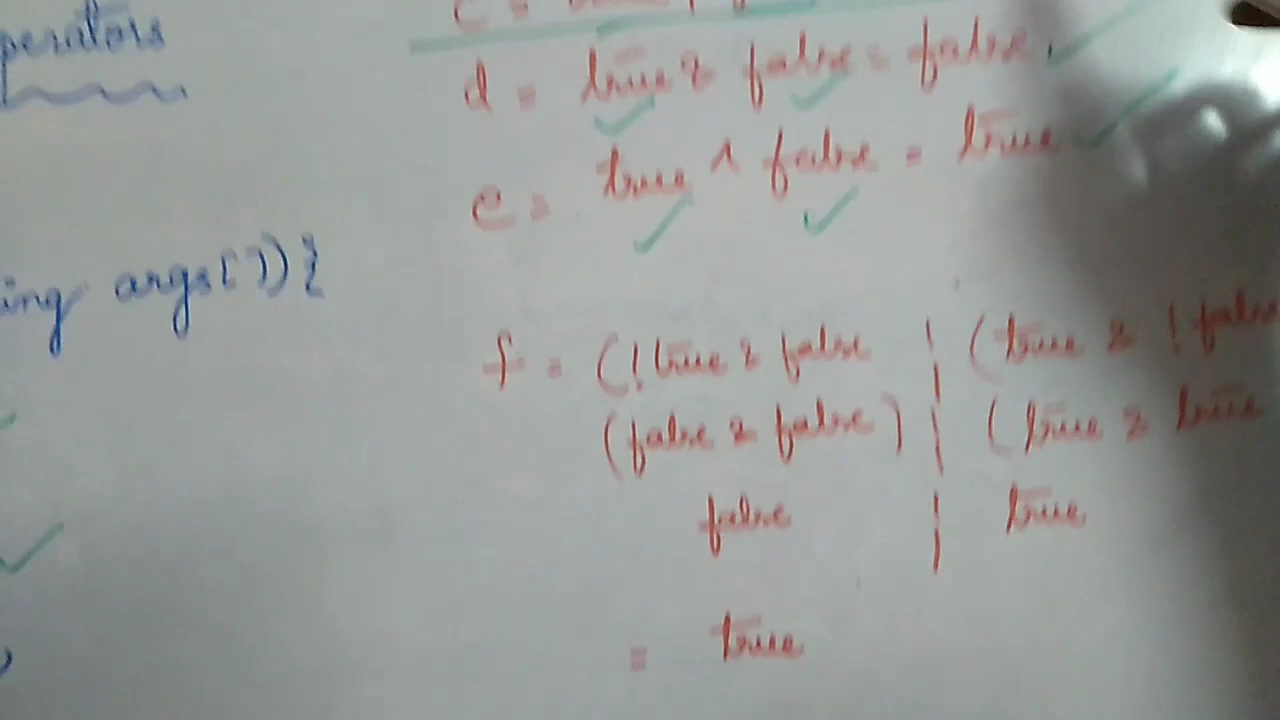 perators
d = true & false = false
e = true ^ false = true
ing args[]){
f = (!true & false | (true & !false
(false & false) | (true & true
false | true
= true